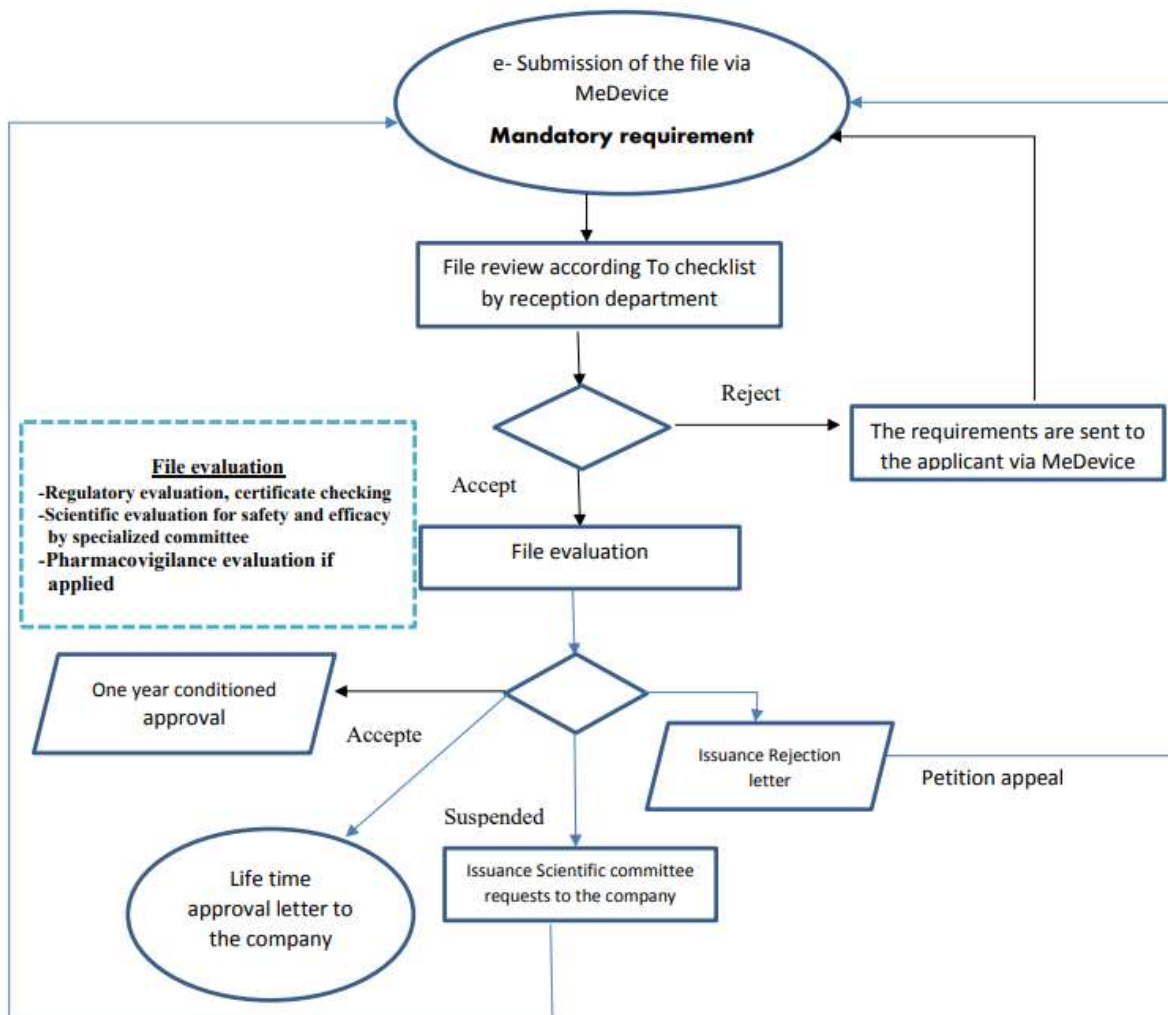 e- Submission of the file via
MeDevice
Mandatory requirement
File review according To checklist
by reception department
Reject
The requirements are sent to
the applicant via MeDevice
Accept
File evaluation
-Regulatory evaluation, certificate checking
-Scientific evaluation for safety and efficacy
by specialized committee
-Pharmacovigilance evaluation if
applied
File evaluation
One year conditioned
approval
Accepte
Issuance Rejection
letter
Petition appeal
Suspended
Issuance Scientific committee
requests to the company
Life time
approval letter to
the company